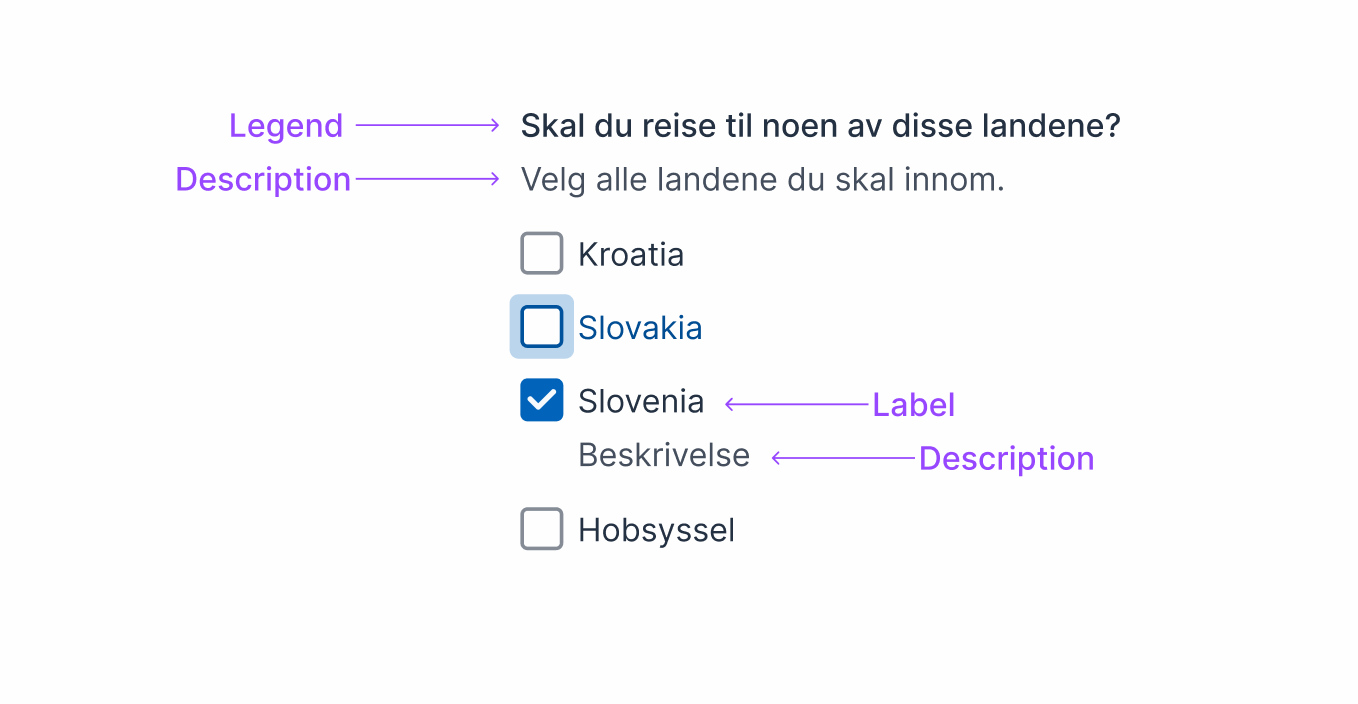 Legend Skal du reise til noen av disse landene?
Description Velg alle landene du skal innom.
Kroatia
Slovakia
Slovenia Label
Beskrivelse Description
Hobsyssel